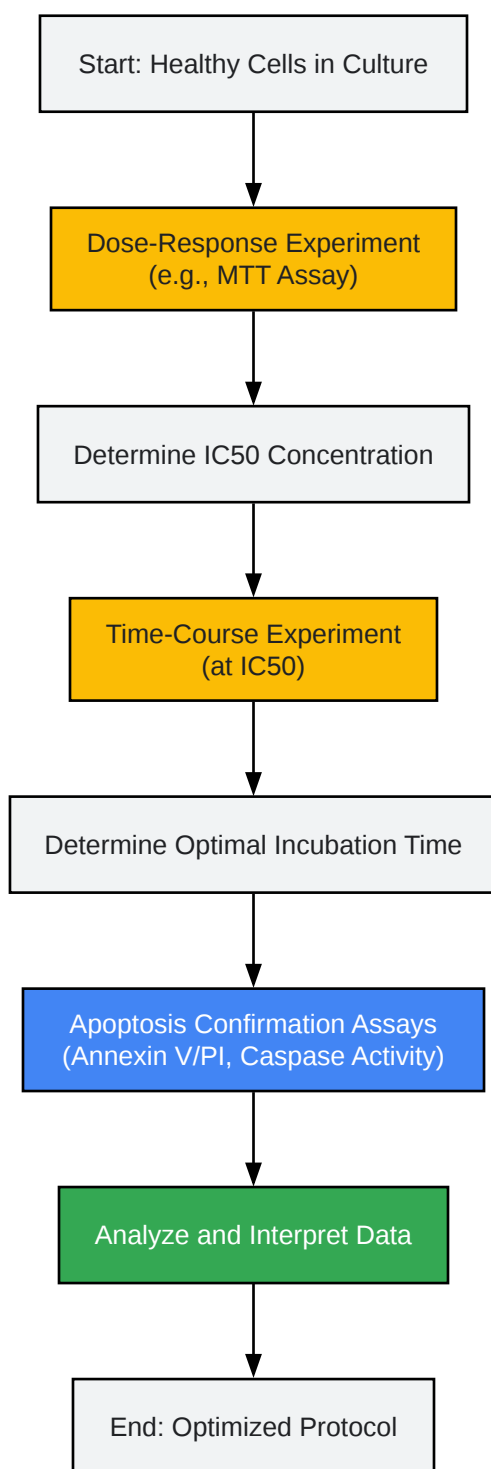 Start: Healthy Cells in Culture
Dose-Response Experiment
(e.g., MTT Assay)
Determine IC50 Concentration
Time-Course Experiment
(at IC50)
Determine Optimal Incubation Time
Apoptosis Confirmation Assays
(Annexin V/PI, Caspase Activity)
Analyze and Interpret Data
End: Optimized Protocol